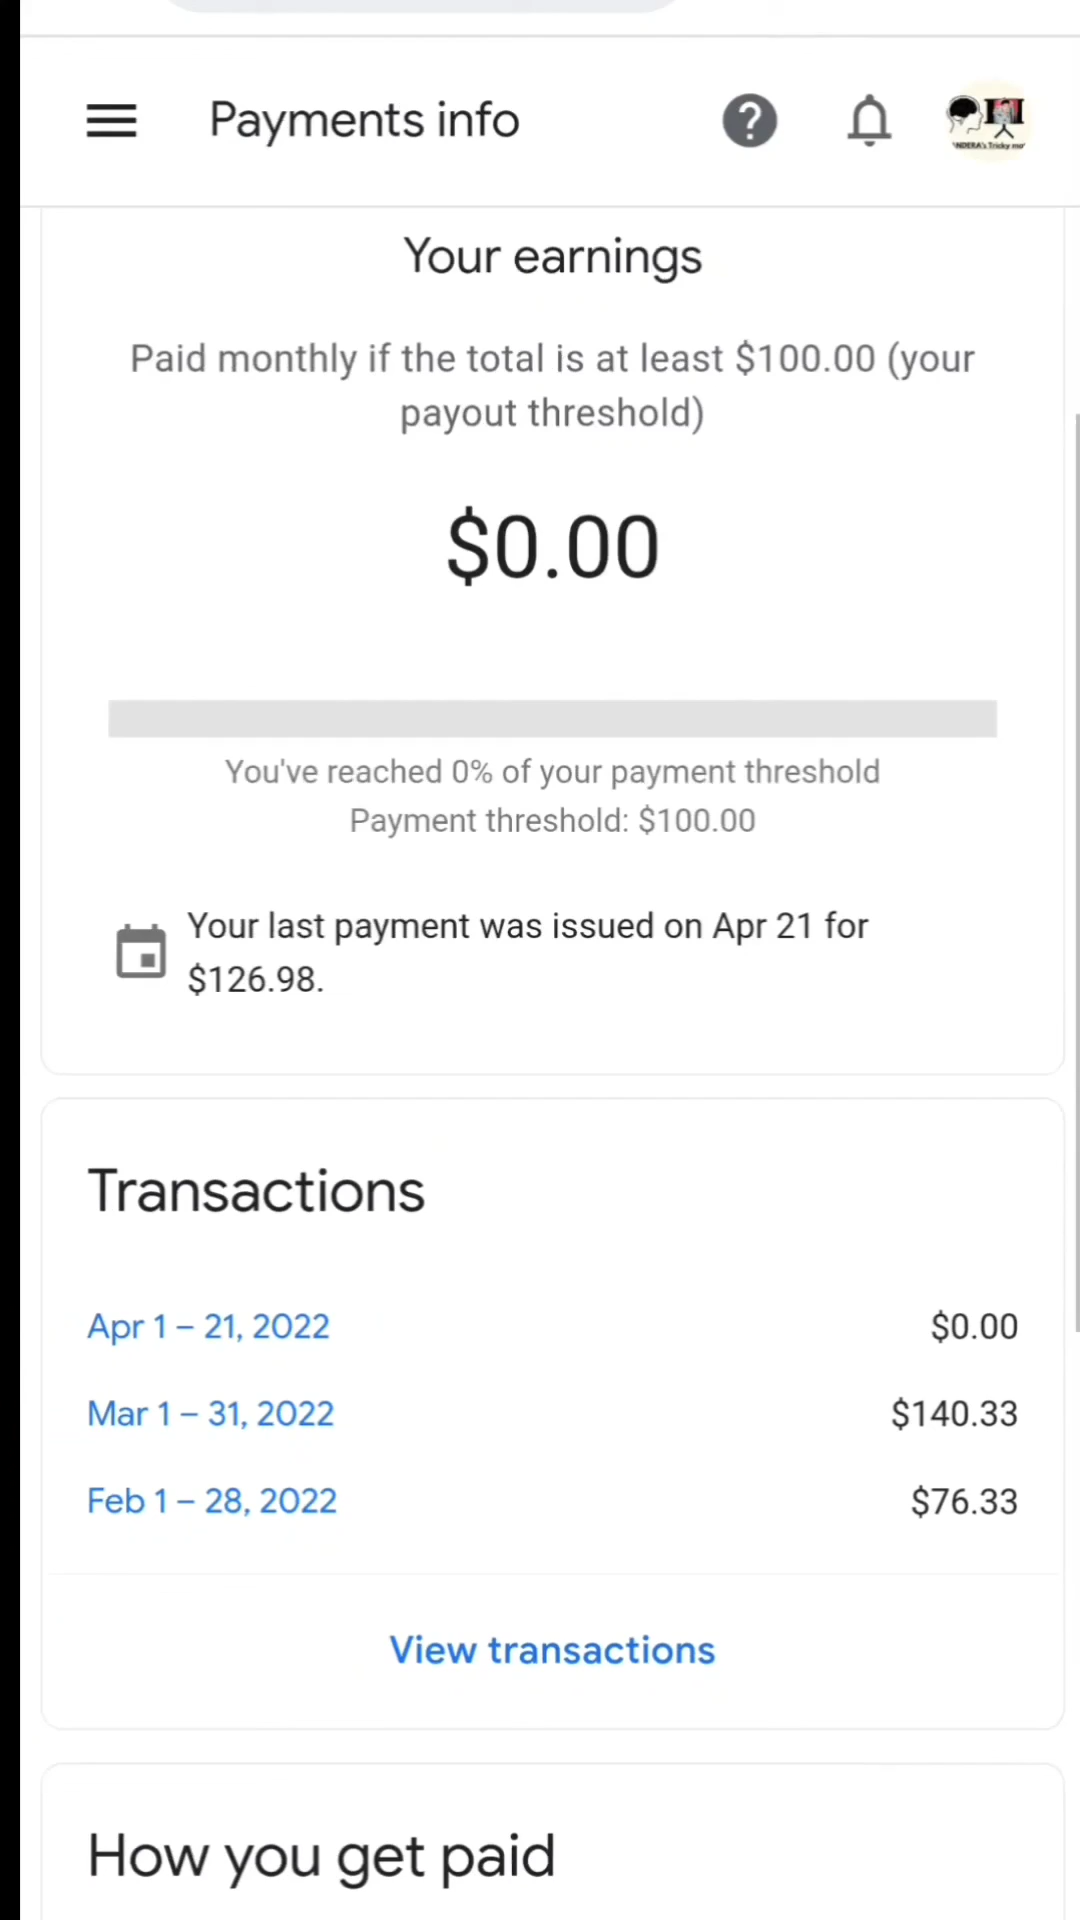 Payments info
Your earnings
Paid monthly if the total is at least $100.00 (your
payout threshold)
$0.00
You've reached 0% of your payment threshold
Payment threshold: $100.00
Your last payment was issued on Apr 21 for
$126.98.
Transactions
Apr 1 – 21, 2022 $0.00
Mar 1 – 31, 2022 $140.33
Feb 1 – 28, 2022 $76.33
View transactions
How you get paid